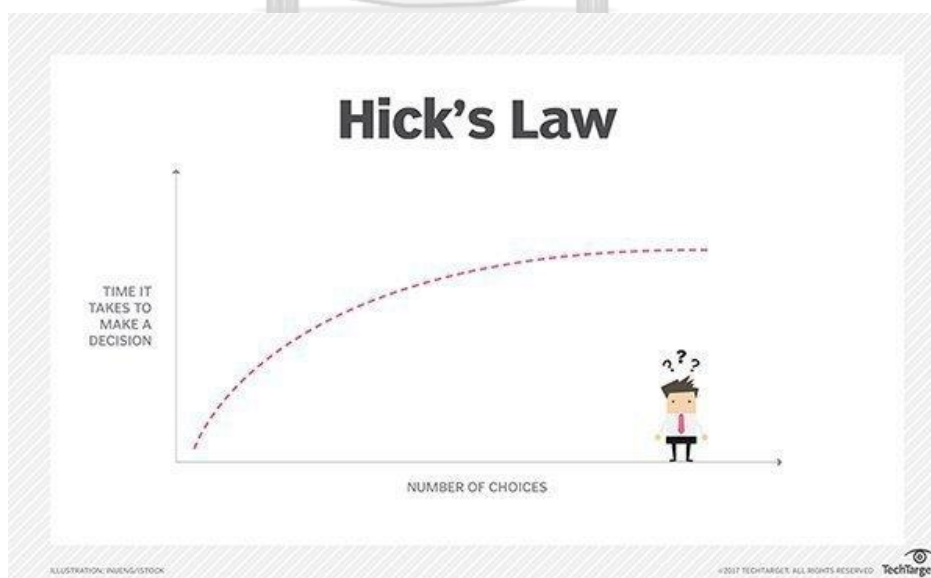 Hick's Law
TIME IT
TAKES TO
MAKE A
DECISION
? ? ?
NUMBER OF CHOICES
ILLUSTRATION: INUENG/ISTOCK
©2017 TECHTARGET. ALL RIGHTS RESERVED TechTarge